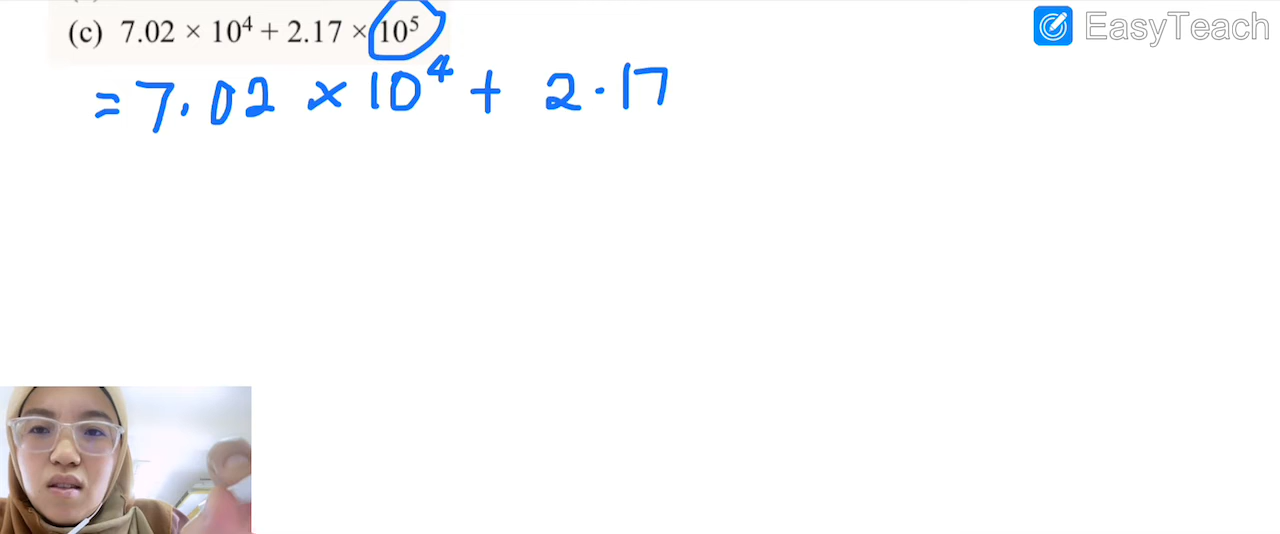 (c) 7.02 × 10⁴ + 2.17 × 10⁵
EasyTeach
= 7.02 × 10⁴ + 2.17